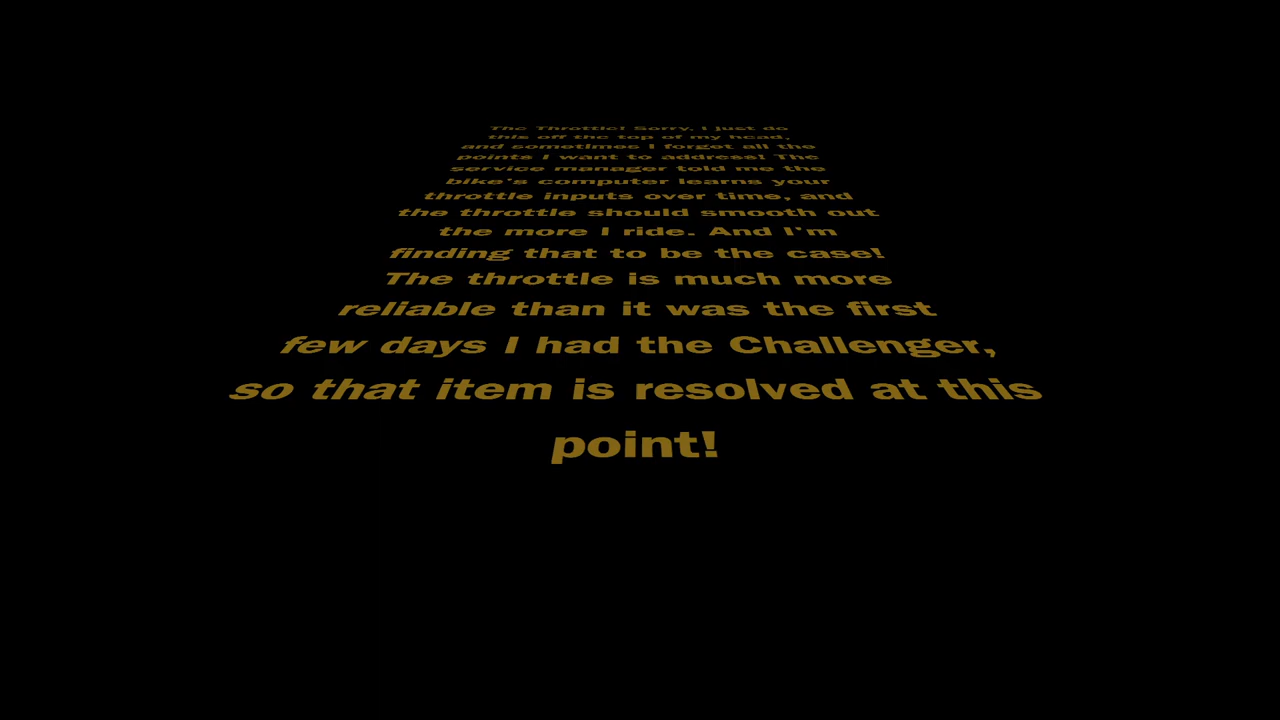 The Throttle! Sorry, I just do
this off the top of my head,
and sometimes I forget all the
points I want to address! The
service manager told me the
bike's computer learns your
throttle inputs over time, and
the throttle should smooth out
the more I ride. And I'm
finding that to be the case!
The throttle is much more
reliable than it was the first
few days I had the Challenger,
so that item is resolved at this
point!